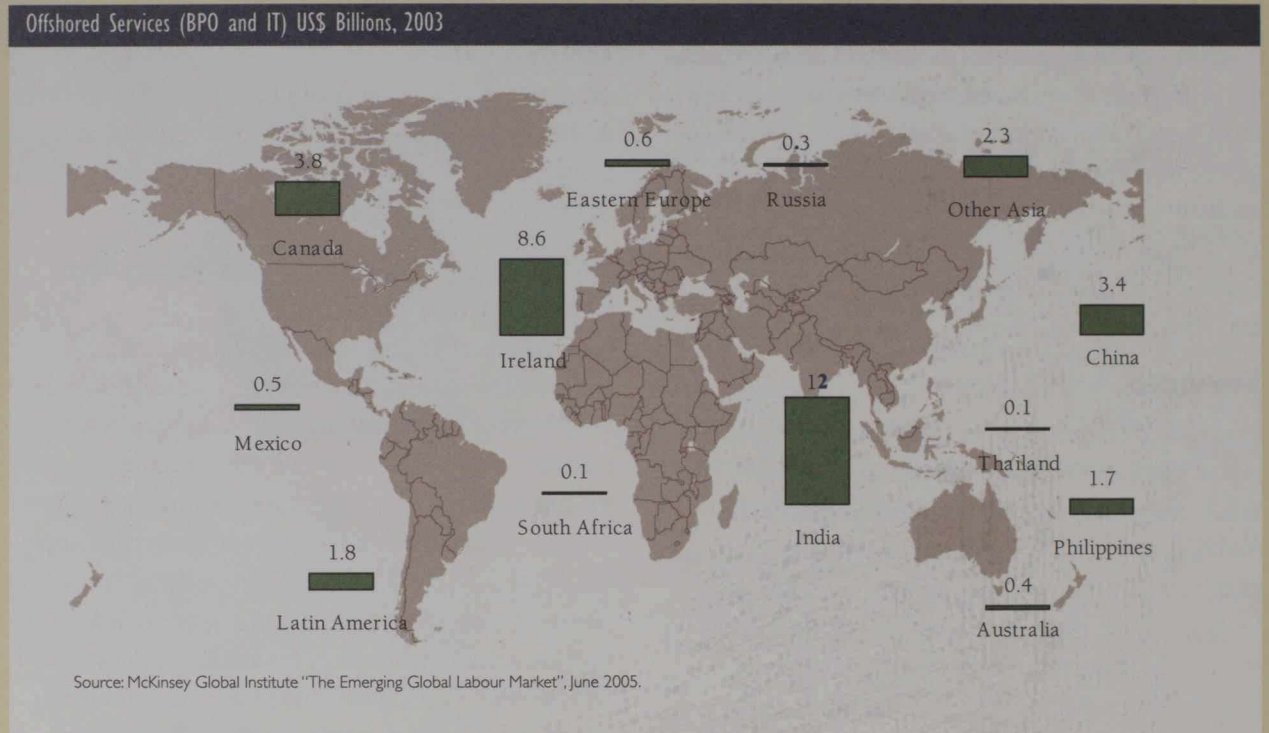 Offshored Services (BPO and IT) US$ Billions, 2003
0.6
0.3
2.3
3.8
Eastern Europe
Russia
Other Asia
Canada
8.6
3.4
Ireland
China
0.5
12
0.1
Mexico
Thailand
0.1
1.7
South Africa
India
Philippines
1.8
0.4
Latin America
Australia
Source: McKinsey Global Institute "The Emerging Global Labour Market", June 2005.